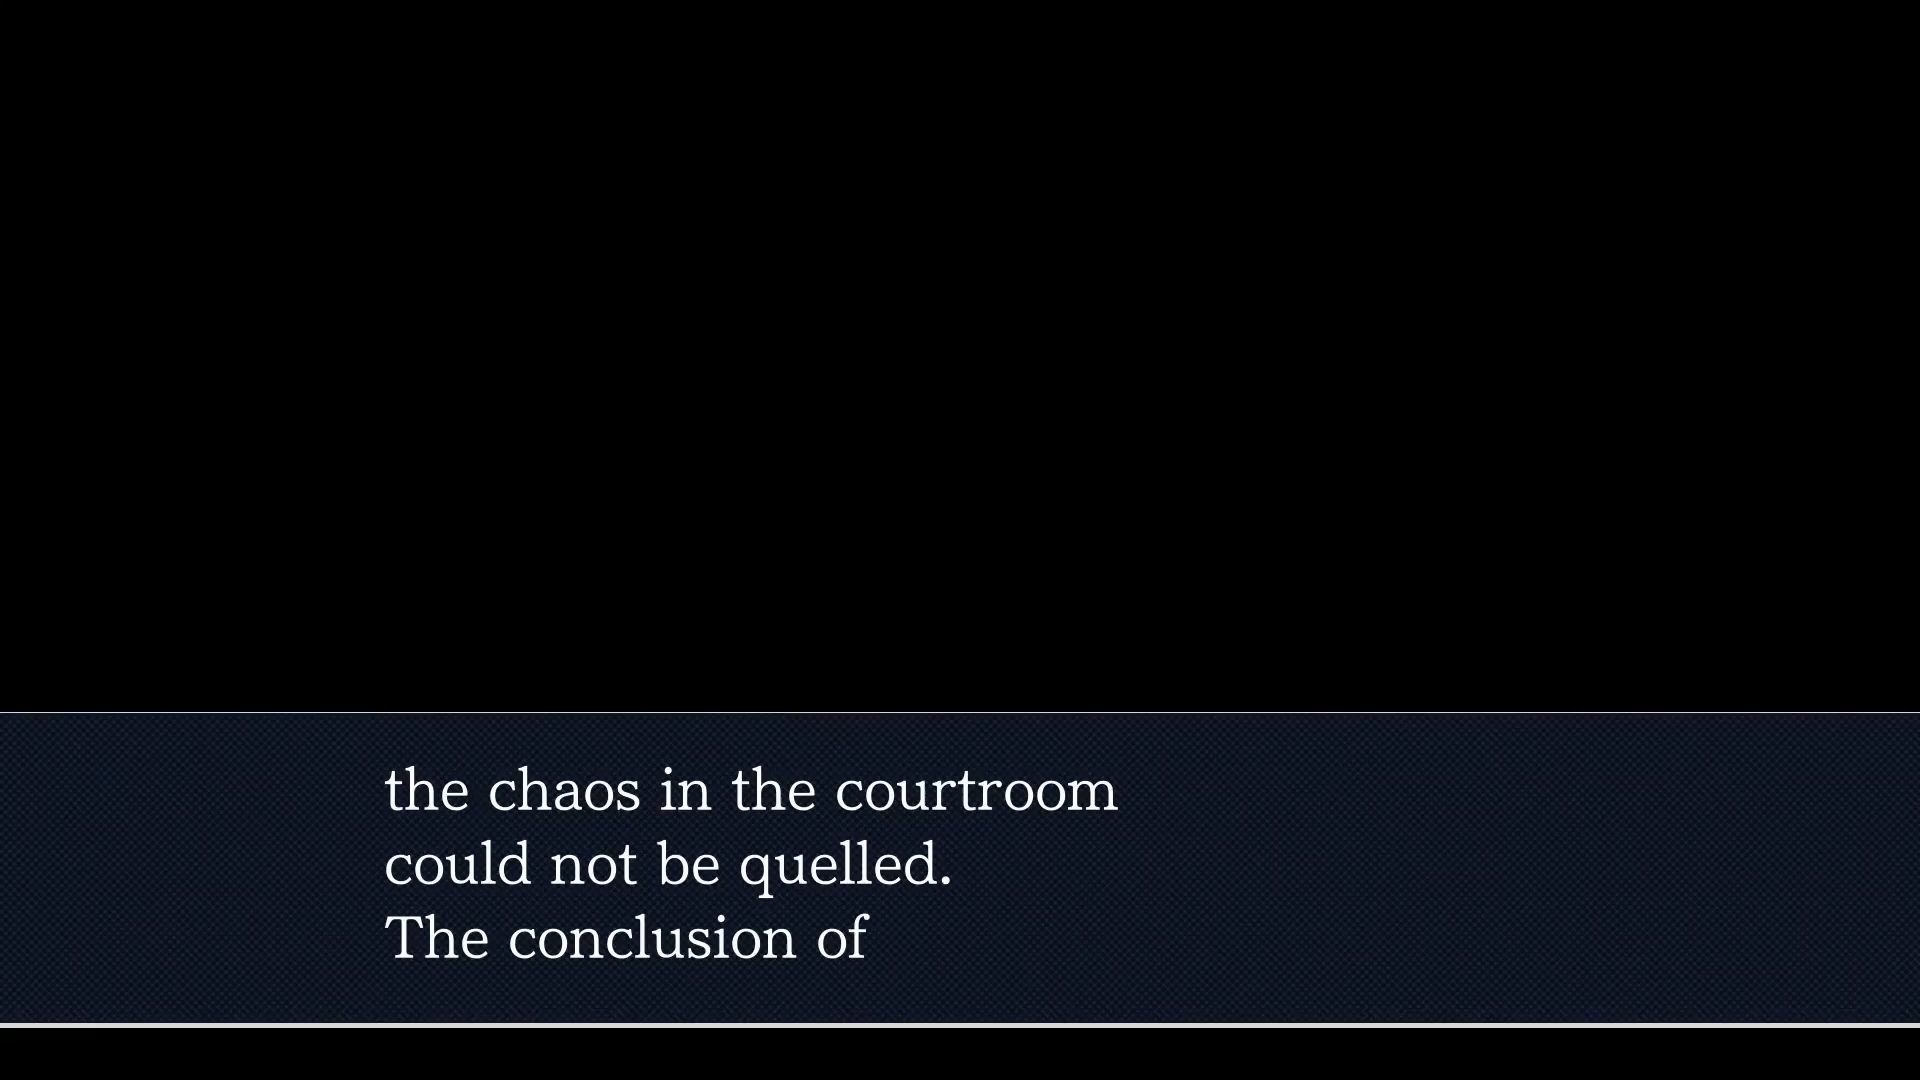 the chaos in the courtroom
could not be quelled.
The conclusion of